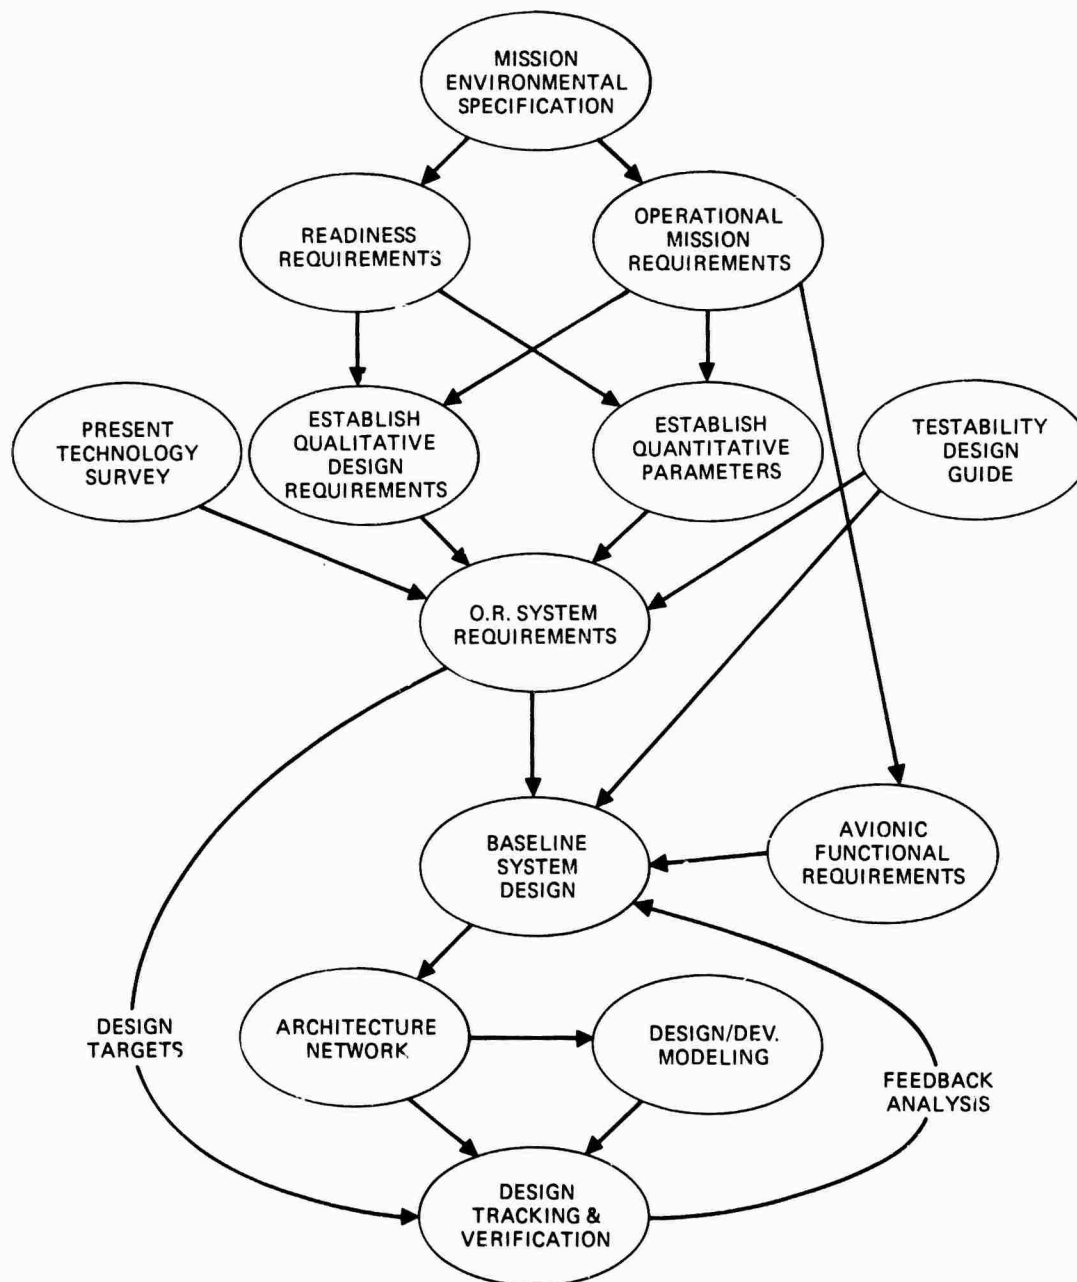 MISSION
ENVIRONMENTAL
SPECIFICATION
READINESS
REQUIREMENTS
OPERATIONAL
MISSION
REQUIREMENTS
PRESENT
TECHNOLOGY
SURVEY
ESTABLISH
QUALITATIVE
DESIGN
REQUIREMENTS
ESTABLISH
QUANTITATIVE
PARAMETERS
TESTABILITY
DESIGN
GUIDE
O.R. SYSTEM
REQUIREMENTS
BASELINE
SYSTEM
DESIGN
AVIONIC
FUNCTIONAL
REQUIREMENTS
ARCHITECTURE
NETWORK
DESIGN/DEV.
MODELING
DESIGN
TARGETS
FEEDBACK
ANALYSIS
DESIGN
TRACKING &
VERIFICATION